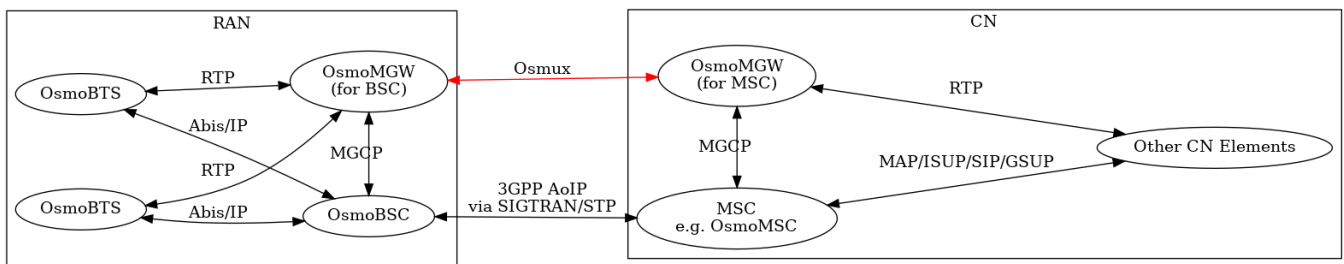 RAN
CN
OsmoBTS
RTP
OsmoMGW
(for BSC)
Osmux
OsmoMGW
(for MSC)
RTP
Abis/IP
MGCP
MGCP
Other CN Elements
RTP
MAP/ISUP/SIP/GSUP
OsmoBTS
Abis/IP
OsmoBSC
3GPP AoIP
via SIGTRAN/STP
MSC
e.g. OsmoMSC